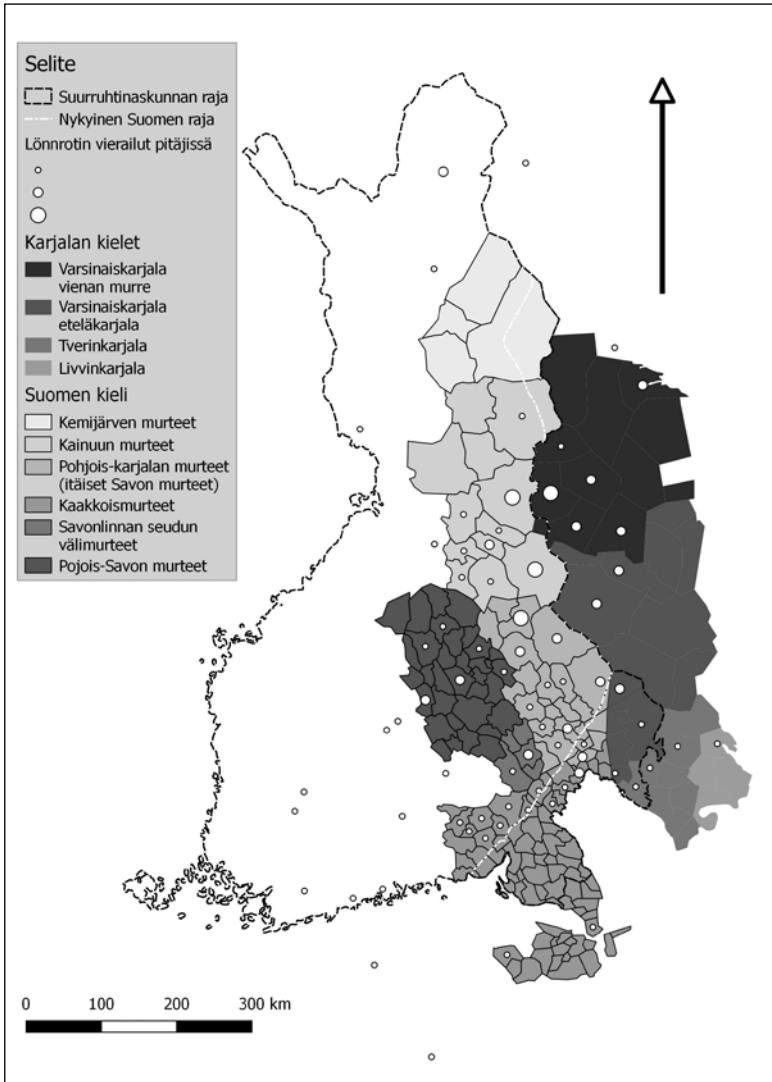 Selite
Suurruhtinaskunnan raja
Nykyinen Suomen raja
Lönnrotin vierailut pitäjissä
Karjalan kielet
Varsinaiskarjala
vienan murre
Varsinaiskarjala
eteläkarjala
Tverinkarjala
Livvinkarjala
Suomen kieli
Kemijärven murteet
Kainuun murteet
Pohjois-karjalan murteet
(itäiset Savon murteet)
Kaakkoismurteet
Savonlinnan seudun
välimurteet
Pojois-Savon murteet
0 100 200 300 km